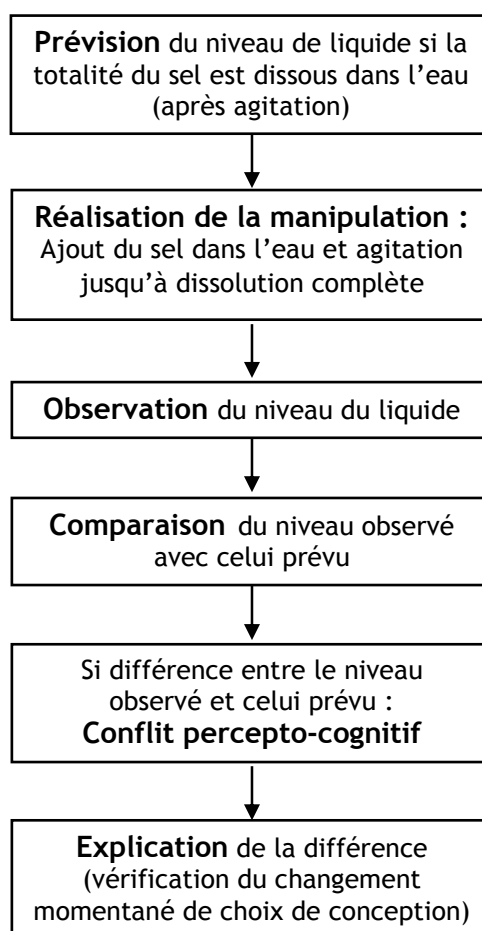 Prévision du niveau de liquide si la
totalité du sel est dissous dans l’eau
(après agitation)
Réalisation de la manipulation :
Ajout du sel dans l’eau et agitation
jusqu’à dissolution complète
Observation du niveau du liquide
Comparaison du niveau observé
avec celui prévu
Si différence entre le niveau
observé et celui prévu :
Conflit percepto-cognitif
Explication de la différence
(vérification du changement
momentané de choix de conception)